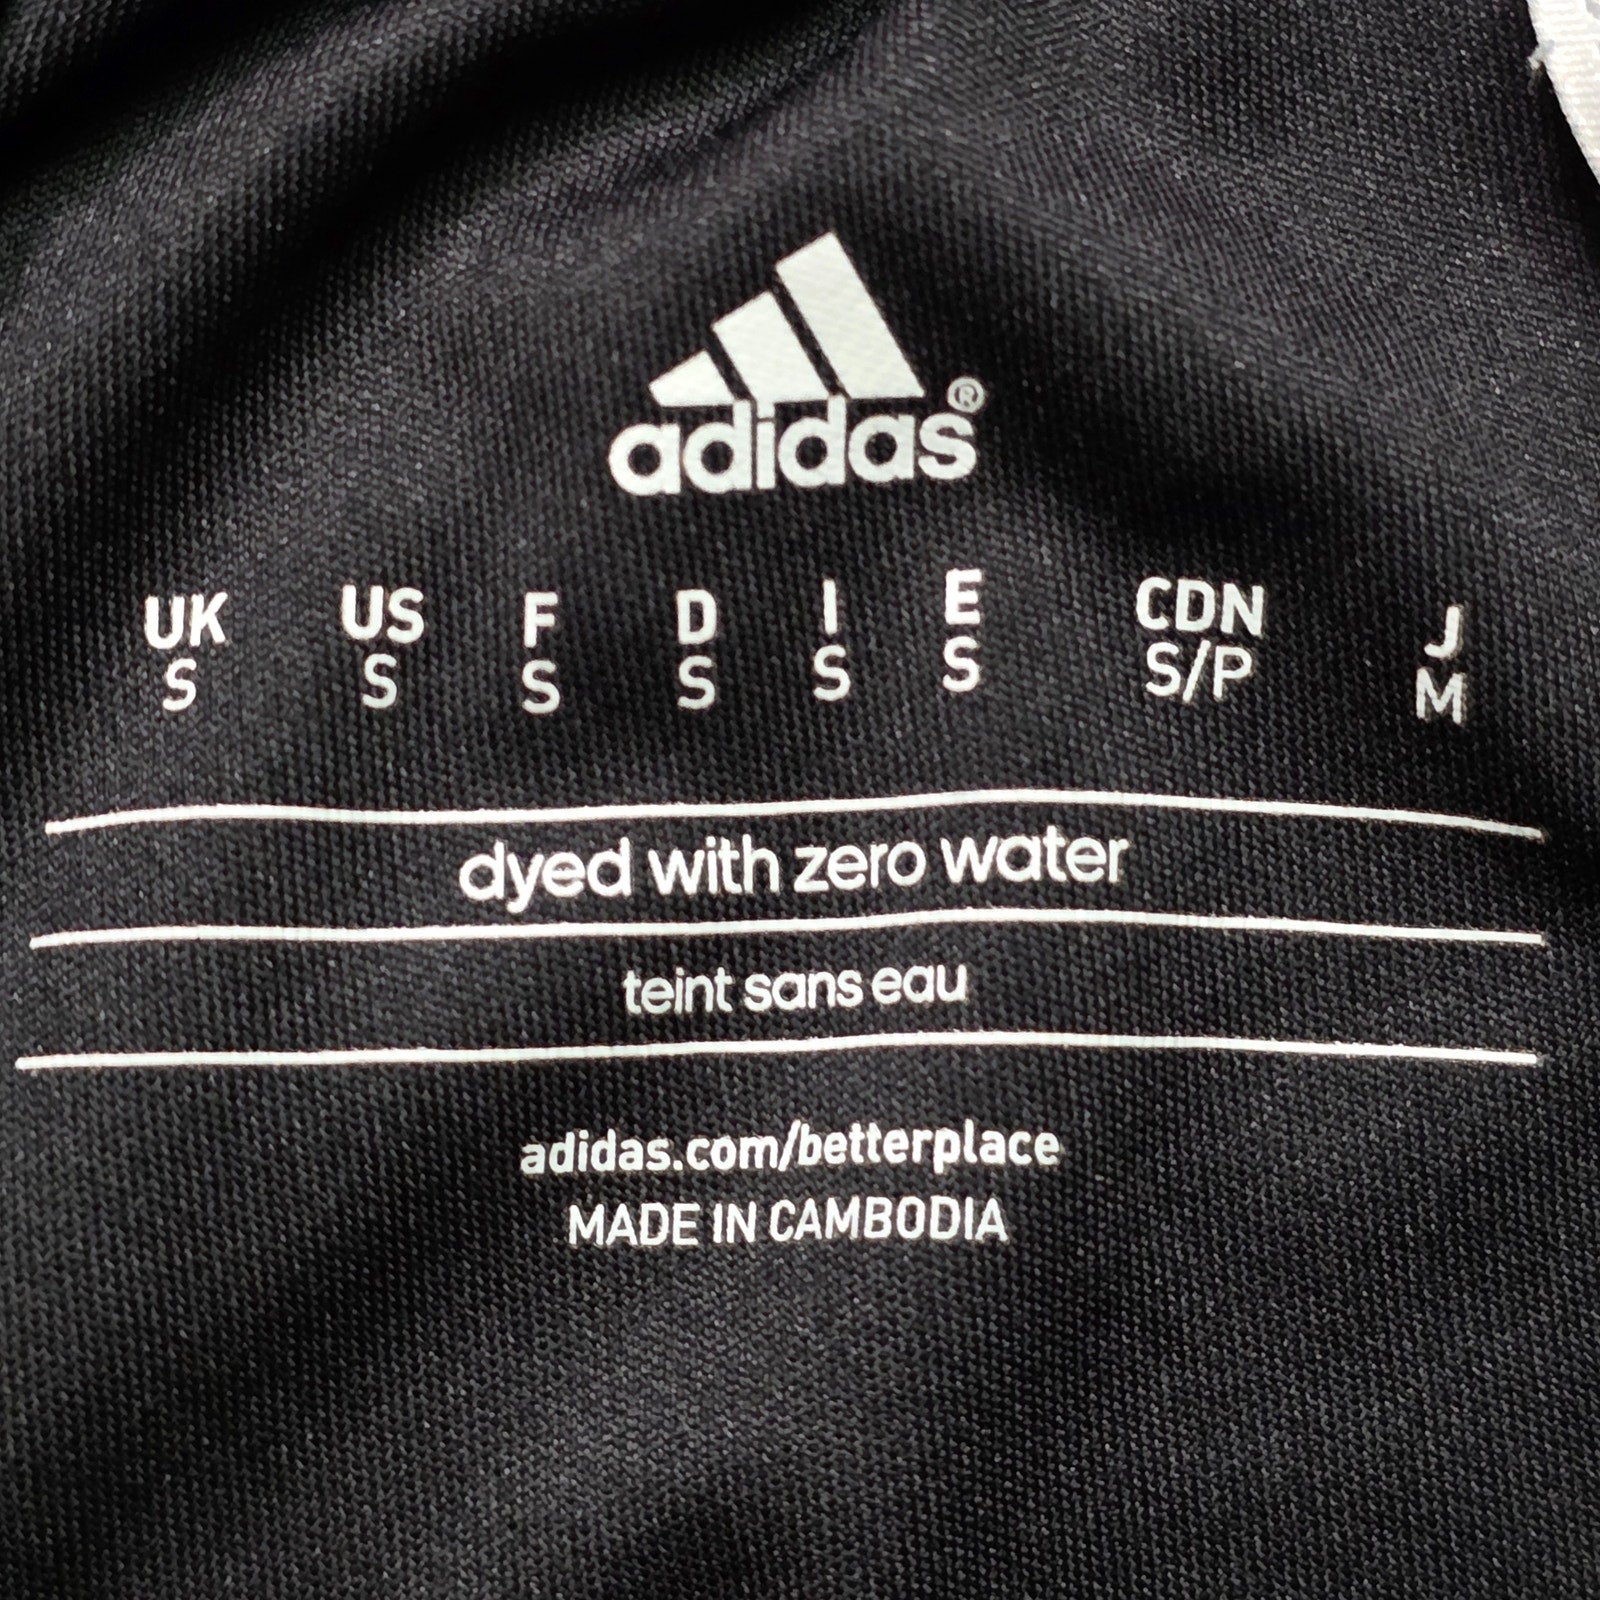 adidas®
UK US F D I E CDN J
S S S S S S S/P M
dyed with zero water
teint sans eau
adidas.com/betterplace
MADE IN CAMBODIA